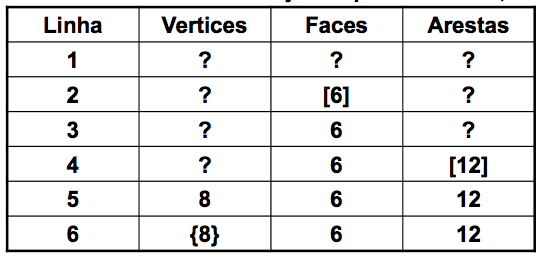 Linha Vertices Faces Arestas
1 ? ? ?
2 ? [6] ?
3 ? 6 ?
4 ? 6 [12]
5 8 6 12
6 {8} 6 12